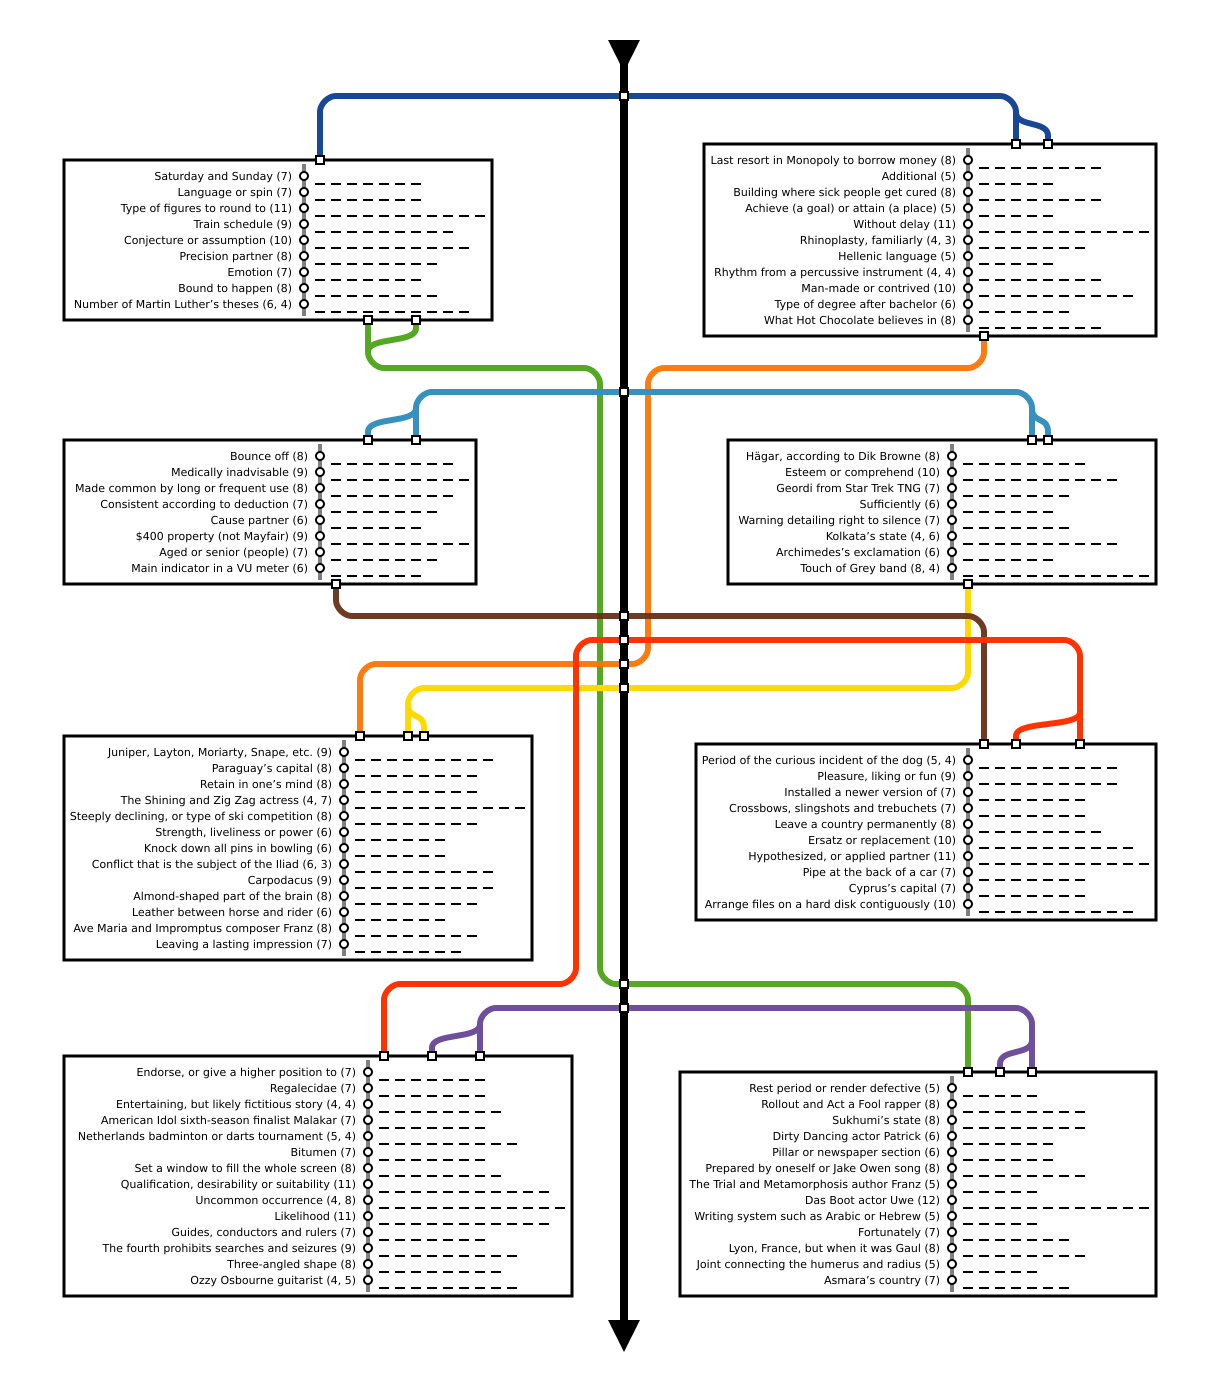 Saturday and Sunday (7)
Language or spin (7)
Type of figures to round to (11)
Train schedule (9)
Conjecture or assumption (10)
Precision partner (8)
Emotion (7)
Bound to happen (8)
Number of Martin Luther’s theses (6, 4)
Last resort in Monopoly to borrow money (8)
Additional (5)
Building where sick people get cured (8)
Achieve (a goal) or attain (a place) (5)
Without delay (11)
Rhinoplasty, familiarly (4, 3)
Hellenic language (5)
Rhythm from a percussive instrument (4, 4)
Man-made or contrived (10)
Type of degree after bachelor (6)
What Hot Chocolate believes in (8)
Bounce off (8)
Medically inadvisable (9)
Made common by long or frequent use (8)
Consistent according to deduction (7)
Cause partner (6)
$400 property (not Mayfair) (9)
Aged or senior (people) (7)
Main indicator in a VU meter (6)
Hägar, according to Dik Browne (8)
Esteem or comprehend (10)
Geordi from Star Trek TNG (7)
Sufficiently (6)
Warning detailing right to silence (7)
Kolkata’s state (4, 6)
Archimedes’s exclamation (6)
Touch of Grey band (8, 4)
Juniper, Layton, Moriarty, Snape, etc. (9)
Paraguay’s capital (8)
Retain in one’s mind (8)
The Shining and Zig Zag actress (4, 7)
Steeply declining, or type of ski competition (8)
Strength, liveliness or power (6)
Knock down all pins in bowling (6)
Conflict that is the subject of the Iliad (6, 3)
Carpodacus (9)
Almond-shaped part of the brain (8)
Leather between horse and rider (6)
Ave Maria and Impromptus composer Franz (8)
Leaving a lasting impression (7)
Period of the curious incident of the dog (5, 4)
Pleasure, liking or fun (9)
Installed a newer version of (7)
Crossbows, slingshots and trebuchets (7)
Leave a country permanently (8)
Ersatz or replacement (10)
Hypothesized, or applied partner (11)
Pipe at the back of a car (7)
Cyprus’s capital (7)
Arrange files on a hard disk contiguously (10)
Endorse, or give a higher position to (7)
Regalecidae (7)
Entertaining, but likely fictitious story (4, 4)
American Idol sixth-season finalist Malakar (7)
Netherlands badminton or darts tournament (5, 4)
Bitumen (7)
Set a window to fill the whole screen (8)
Qualification, desirability or suitability (11)
Uncommon occurrence (4, 8)
Likelihood (11)
Guides, conductors and rulers (7)
The fourth prohibits searches and seizures (9)
Three-angled shape (8)
Ozzy Osbourne guitarist (4, 5)
Rest period or render defective (5)
Rollout and Act a Fool rapper (8)
Sukhumi’s state (8)
Dirty Dancing actor Patrick (6)
Pillar or newspaper section (6)
Prepared by oneself or Jake Owen song (8)
The Trial and Metamorphosis author Franz (5)
Das Boot actor Uwe (12)
Writing system such as Arabic or Hebrew (5)
Fortunately (7)
Lyon, France, but when it was Gaul (8)
Joint connecting the humerus and radius (5)
Asmara’s country (7)